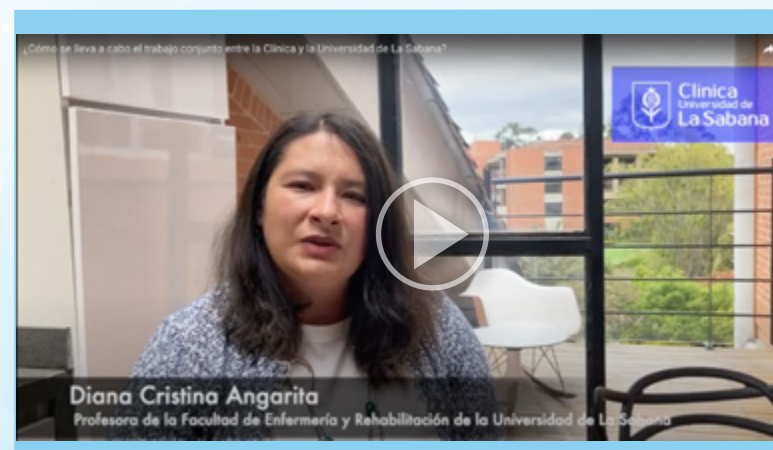 ¿Cómo se lleva a cabo el trabajo conjunto entre la Clínica y la Universidad de La Sabana?
Clínica
Universidad de
La Sabana
Diana Cristina Angarita
Profesora de la Facultad de Enfermería y Rehabilitación de la Universidad de La Sabana